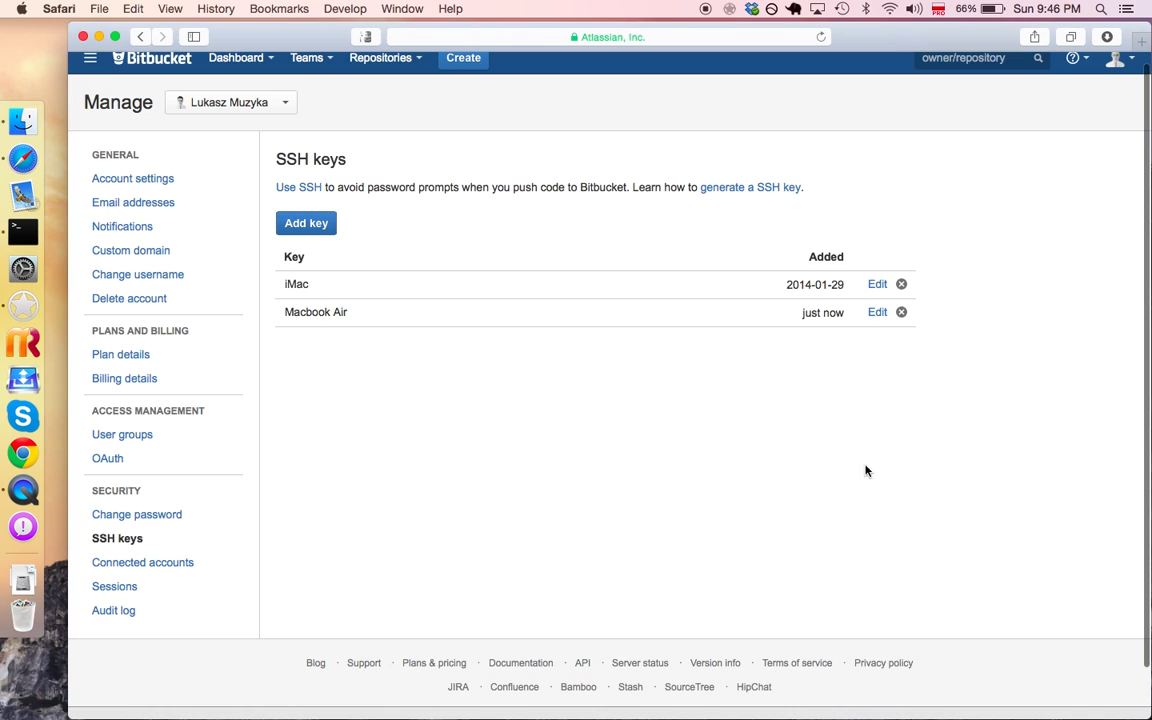 Safari File Edit View History Bookmarks Develop Window Help PRO 66% Sun 9:46 PM
Atlassian, Inc.
Bitbucket Dashboard Teams Repositories Create owner/repository
Manage Lukasz Muzyka
GENERAL
Account settings
Email addresses
Notifications
Custom domain
Change username
Delete account
PLANS AND BILLING
Plan details
Billing details
ACCESS MANAGEMENT
User groups
OAuth
SECURITY
Change password
SSH keys
Connected accounts
Sessions
Audit log
SSH keys
Use SSH to avoid password prompts when you push code to Bitbucket. Learn how to generate a SSH key.
Add key
Key Added
iMac 2014-01-29 Edit
Macbook Air just now Edit
Blog · Support · Plans & pricing · Documentation · API · Server status · Version info · Terms of service · Privacy policy
JIRA · Confluence · Bamboo · Stash · SourceTree · HipChat